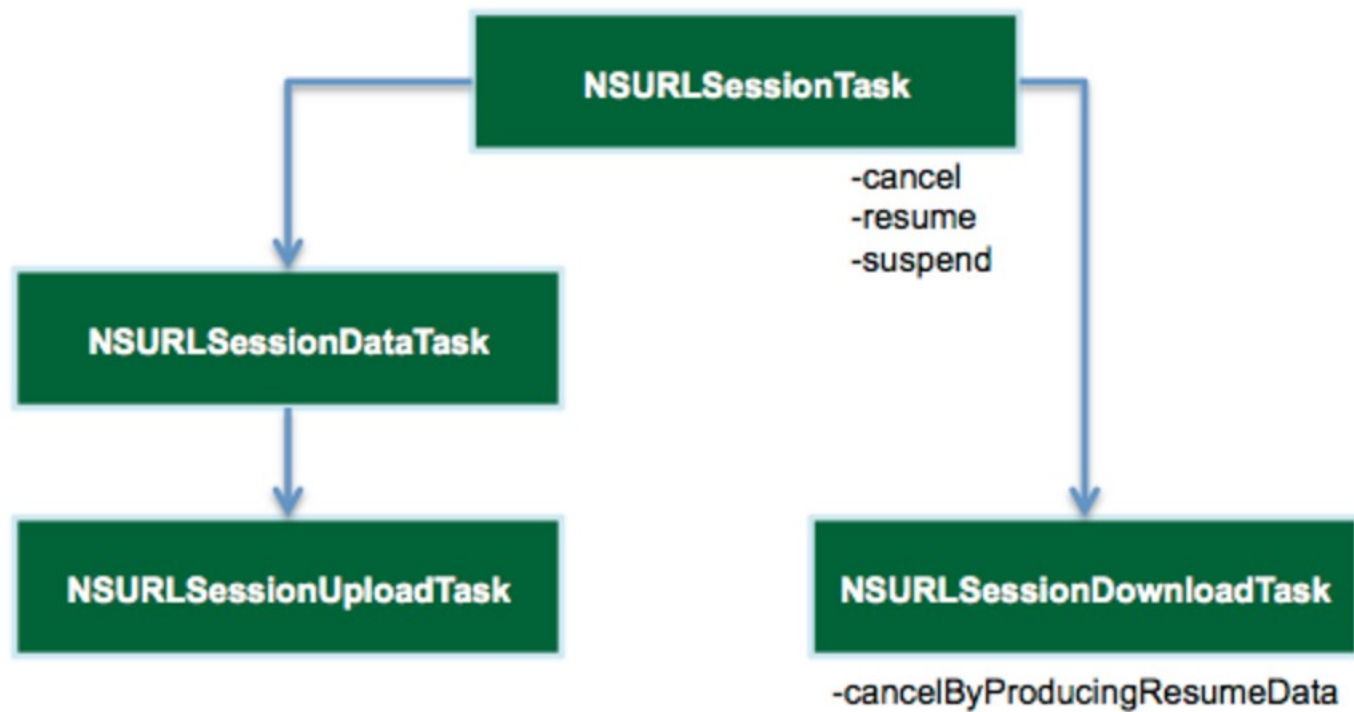 NSURLSessionTask
-cancel
-resume
-suspend
NSURLSessionDataTask
NSURLSessionUploadTask
NSURLSessionDownloadTask
-cancelByProducingResumeData